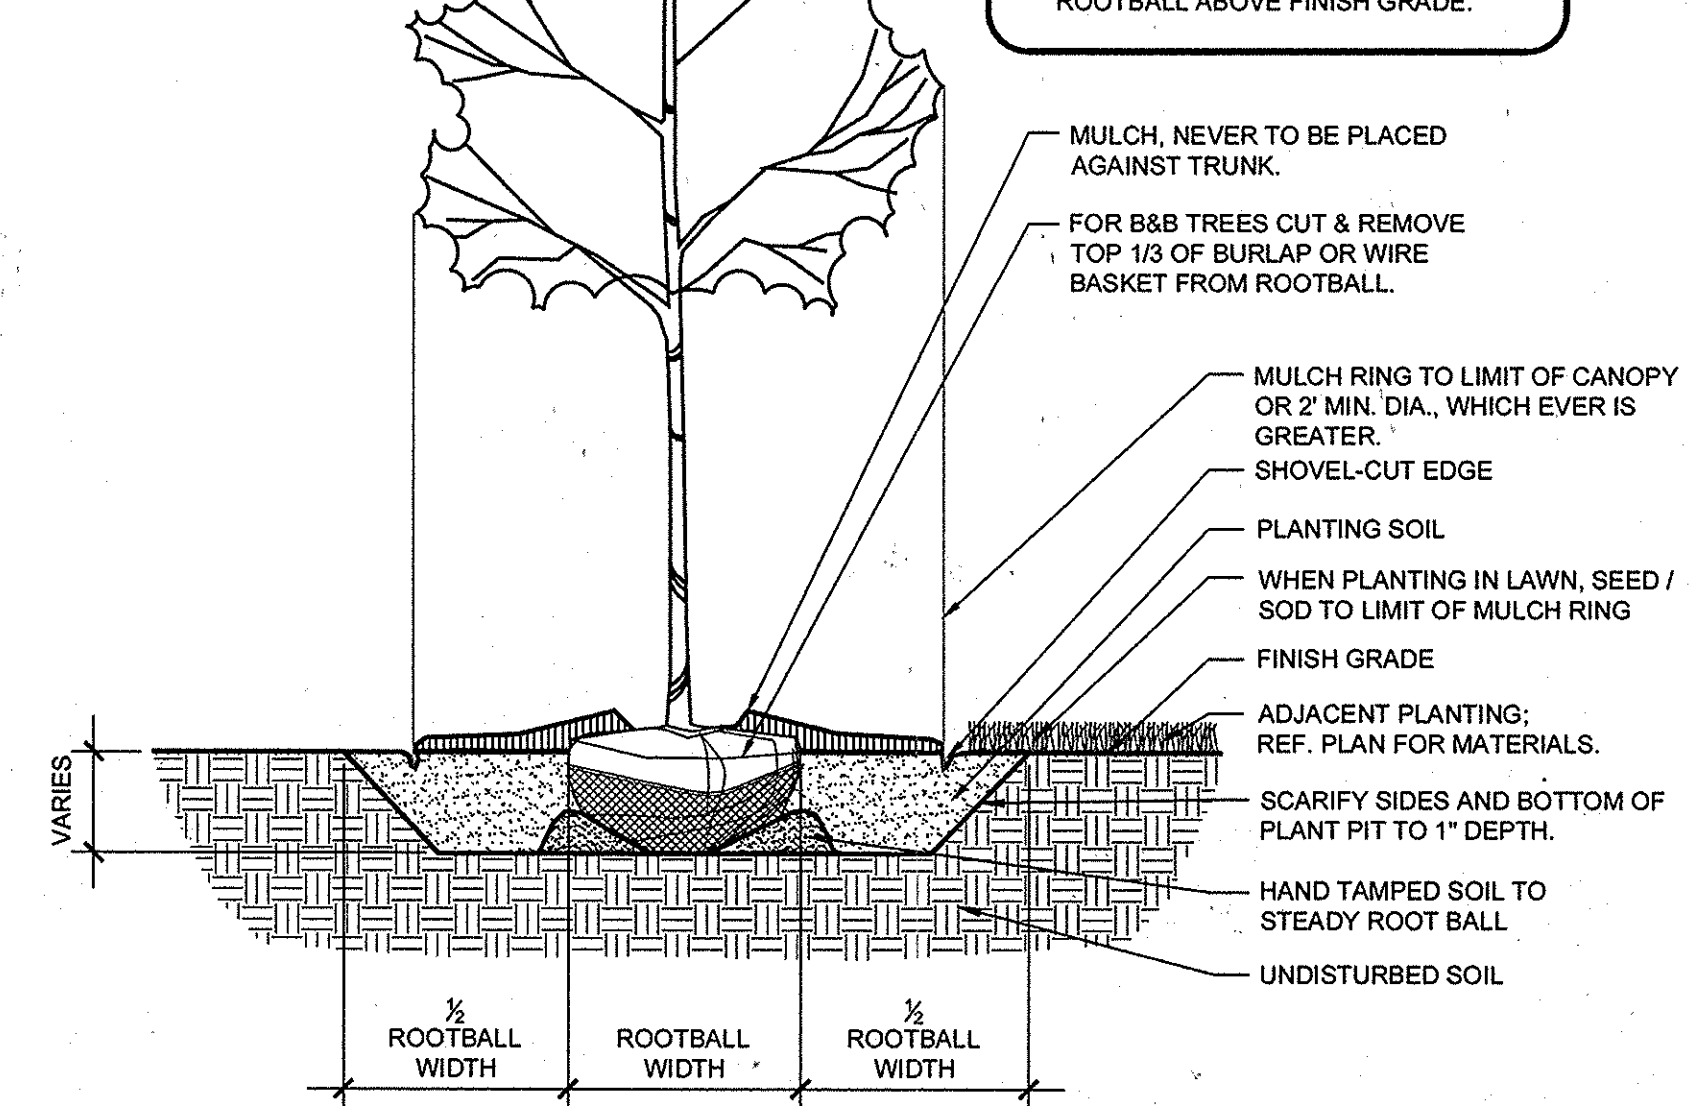 ROOTBALL ABOVE FINISH GRADE.
MULCH, NEVER TO BE PLACED
AGAINST TRUNK.
FOR B&B TREES CUT & REMOVE
TOP 1/3 OF BURLAP OR WIRE
BASKET FROM ROOTBALL.
MULCH RING TO LIMIT OF CANOPY
OR 2' MIN. DIA., WHICH EVER IS
GREATER.
SHOVEL-CUT EDGE
PLANTING SOIL
WHEN PLANTING IN LAWN, SEED /
SOD TO LIMIT OF MULCH RING
FINISH GRADE
ADJACENT PLANTING;
REF. PLAN FOR MATERIALS.
SCARIFY SIDES AND BOTTOM OF
PLANT PIT TO 1" DEPTH.
HAND TAMPED SOIL TO
STEADY ROOT BALL
UNDISTURBED SOIL
VARIES
½
ROOTBALL
WIDTH
ROOTBALL
WIDTH
½
ROOTBALL
WIDTH